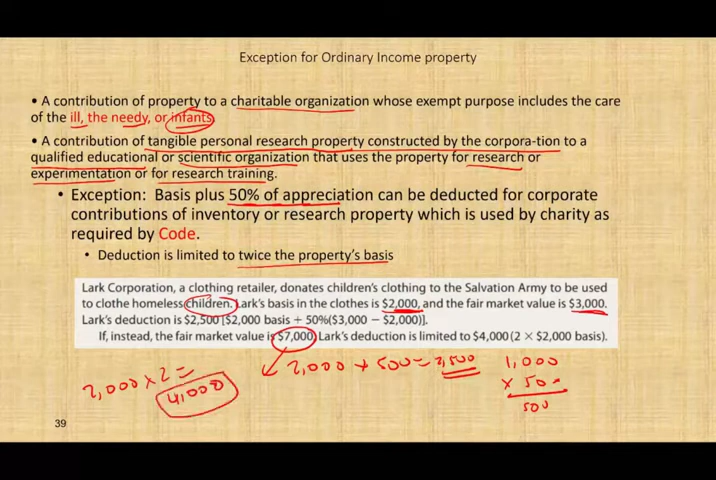 Exception for Ordinary Income property
• A contribution of property to a charitable organization whose exempt purpose includes the care
of the ill, the needy, or infants.
• A contribution of tangible personal research property constructed by the corpora-tion to a
qualified educational or scientific organization that uses the property for research or
experimentation or for research training.
• Exception: Basis plus 50% of appreciation can be deducted for corporate
contributions of inventory or research property which is used by charity as
required by Code.
• Deduction is limited to twice the property's basis
Lark Corporation, a clothing retailer, donates children's clothing to the Salvation Army to be used
to clothe homeless children. Lark's basis in the clothes is $2,000, and the fair market value is $3,000.
Lark's deduction is $2,500 [$2,000 basis + 50%($3,000 − $2,000)].
If, instead, the fair market value is $7,000, Lark's deduction is limited to $4,000 (2 × $2,000 basis).
2,000 × 2 =
4,000
2,000 + 500 = 2,500
1,000
× 50%
500
39